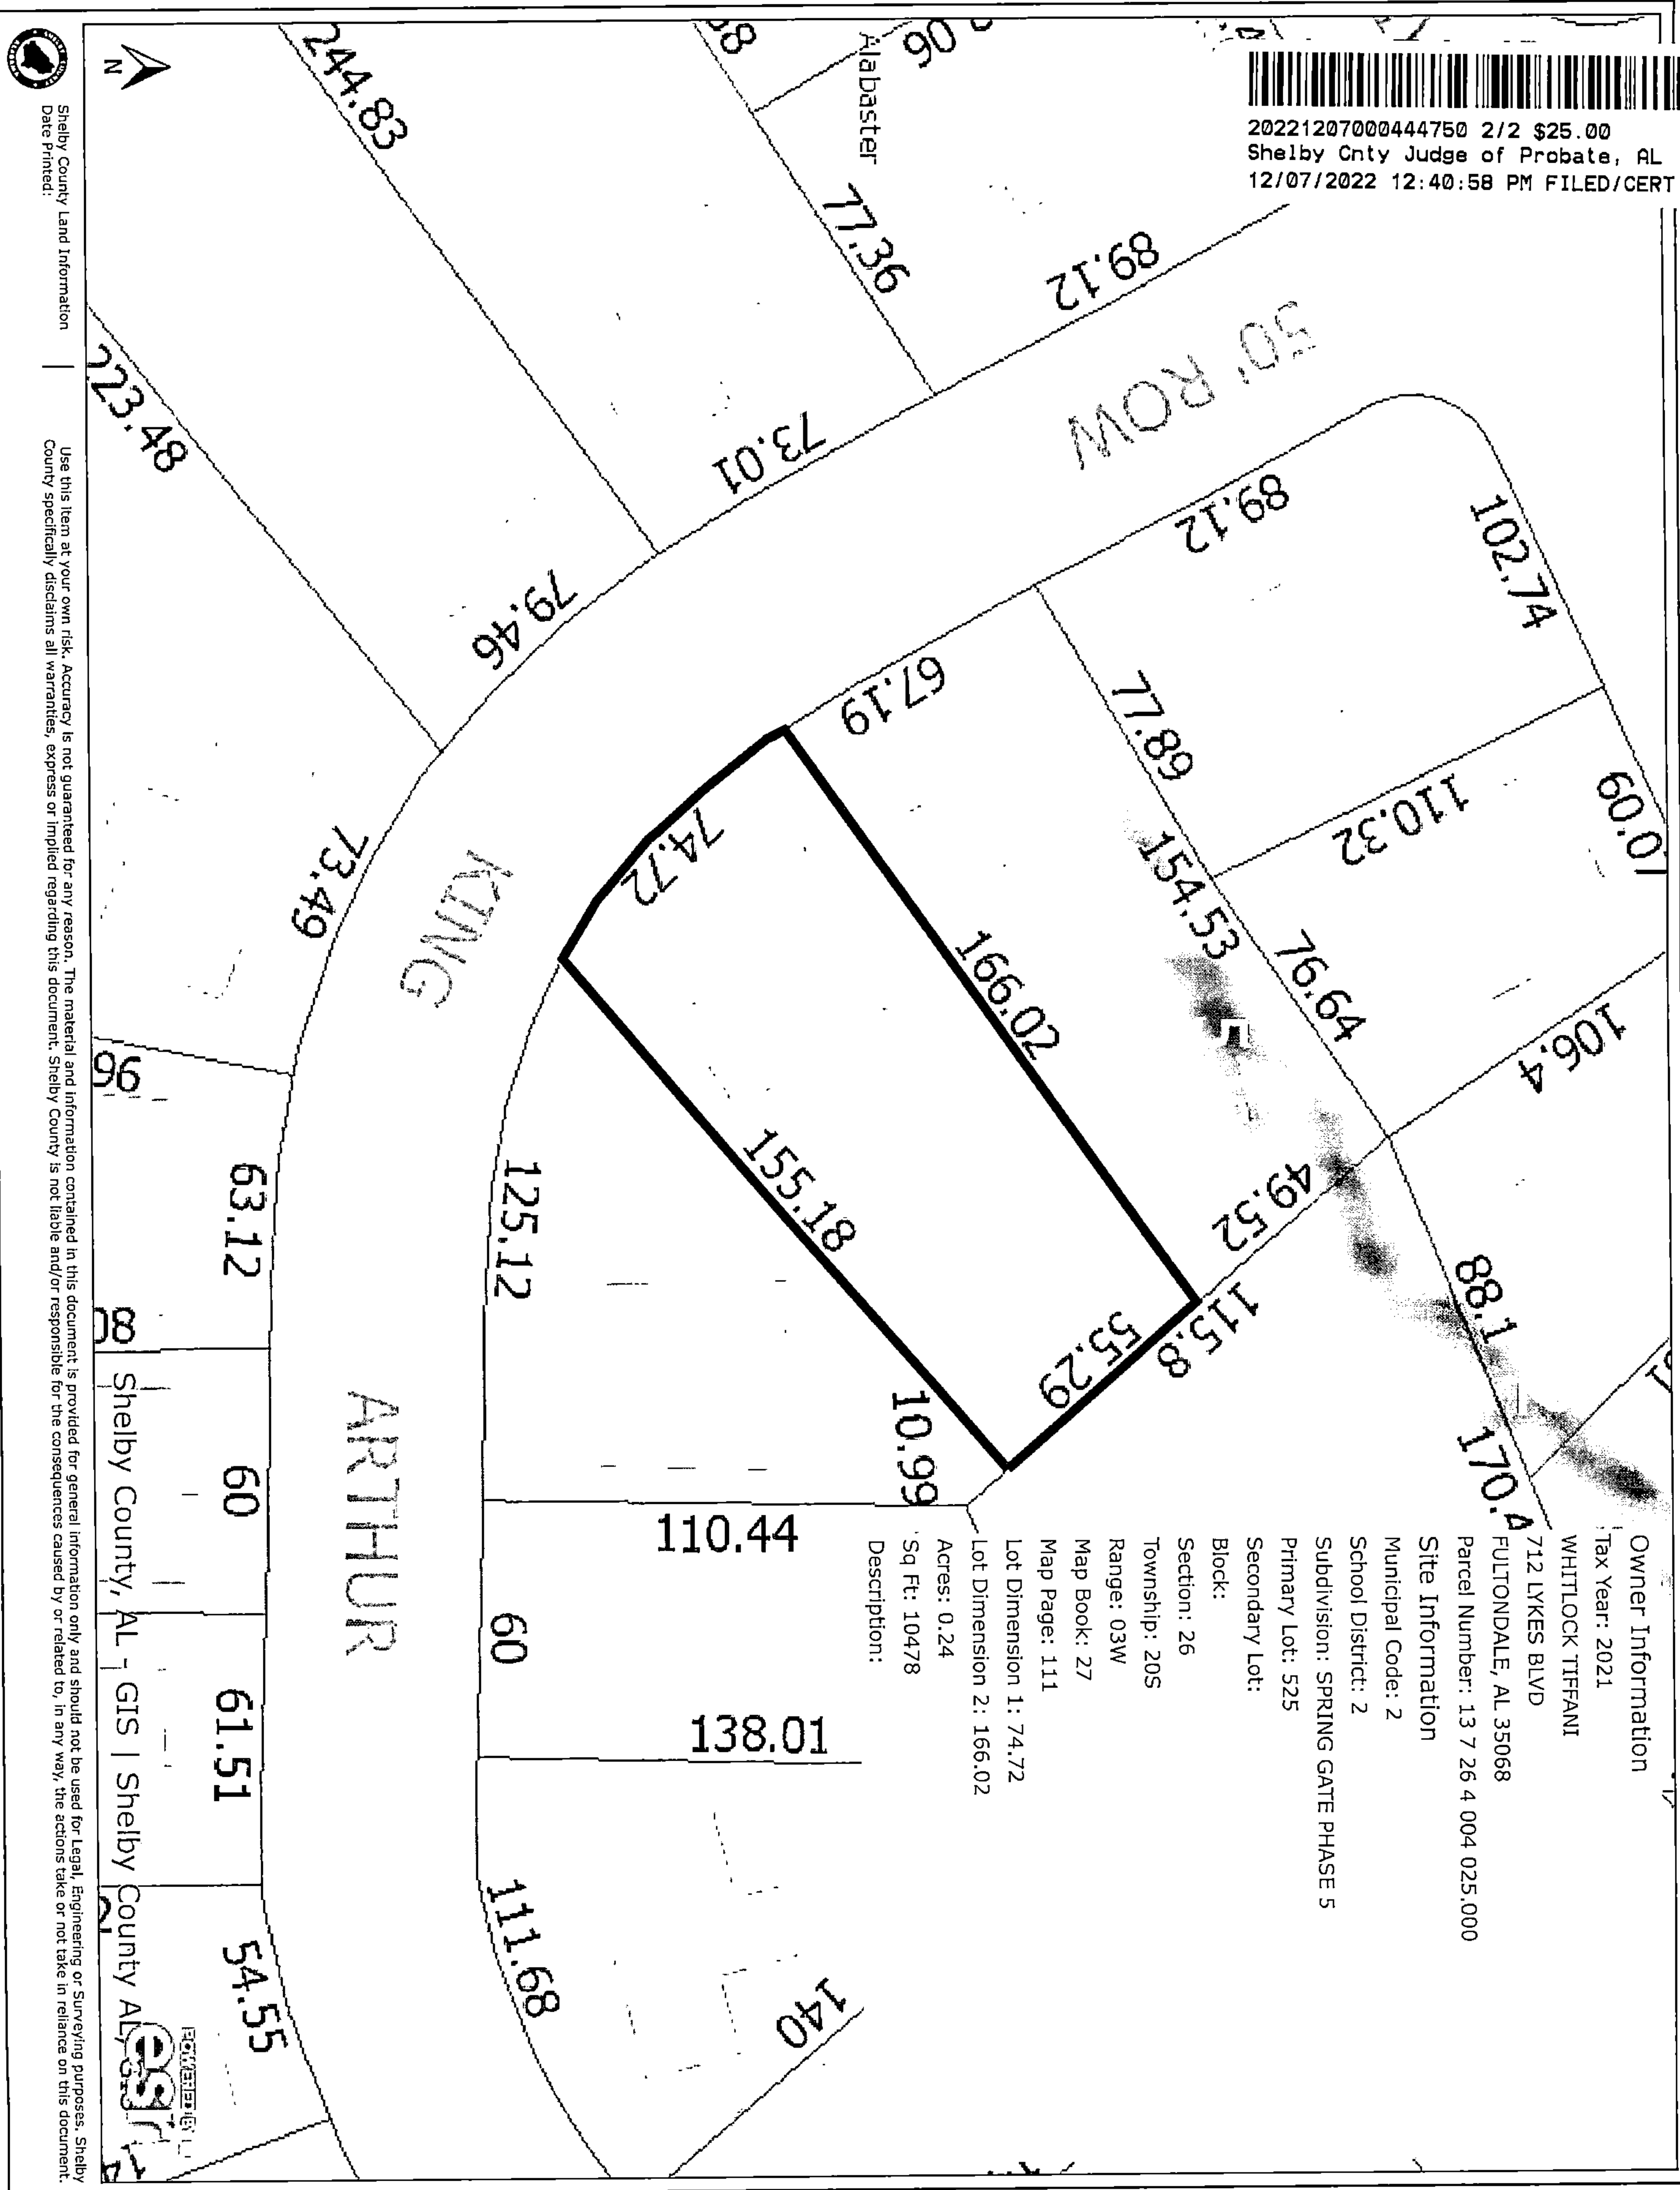 20221207000444750 2/2 $25.00
Shelby Cnty Judge of Probate, AL
12/07/2022 12:40:58 PM FILED/CERT
Owner Information
Tax Year: 2021
WHITLOCK TIFFANI
712 LYKES BLVD
FULTONDALE, AL 35068
Parcel Number: 13 7 26 4 004 025.000
Site Information
Municipal Code: 2
School District: 2
Subdivision: SPRING GATE PHASE 5
Primary Lot: 525
Secondary Lot:
Block:
Section: 26
Township: 20S
Range: 03W
Map Book: 27
Map Page: 111
Lot Dimension 1: 74.72
Lot Dimension 2: 166.02
Acres: 0.24
Sq Ft: 10478
Description:
Alabaster
90
77.36
89.12
50' ROW
244.83
223.48
73.01
79.46
73.49
89.12
102.74
67.19
77.89
110.32
60.07
154.53
76.64
106.4
74.72
166.02
155.18
49.52
115.8
55.29
88.1
170.4
10.99
KING
ARTHUR
96
63.12
125.12
60
110.44
60
138.01
61.51
111.68
54.55
140
N
Shelby County, AL - GIS | Shelby County AL, GIS
POWERED BY
esri
Shelby County Land Information
Date Printed:
Use this item at your own risk. Accuracy is not guaranteed for any reason. The material and information contained in this document is provided for general information only and should not be used for Legal, Engineering or Surveying purposes. Shelby
County specifically disclaims all warranties, express or implied regarding this document. Shelby County is not liable and/or responsible for the consequences caused by or related to, in any way, the actions take or not take in reliance on this document.